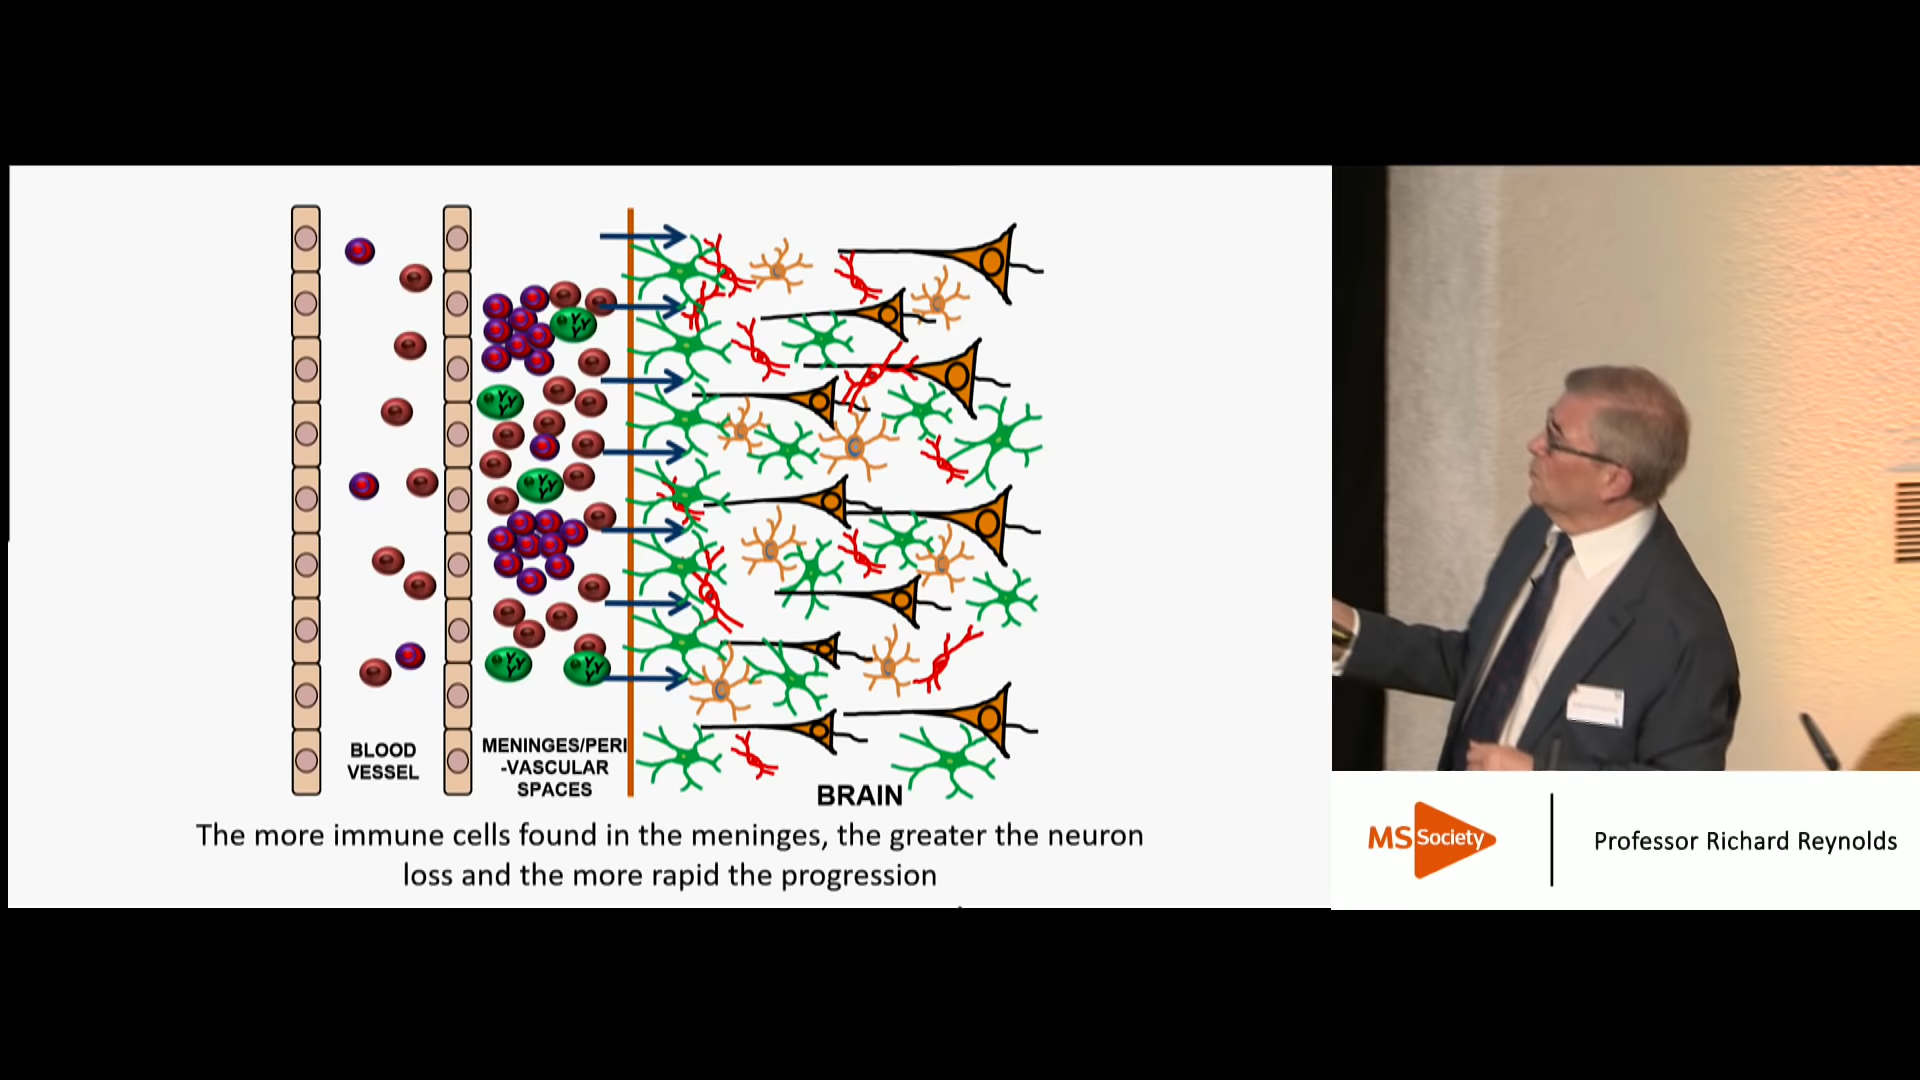 BLOOD
VESSEL
MENINGES/PERI
-VASCULAR
SPACES
BRAIN
The more immune cells found in the meninges, the greater the neuron
loss and the more rapid the progression
MS Society
Professor Richard Reynolds